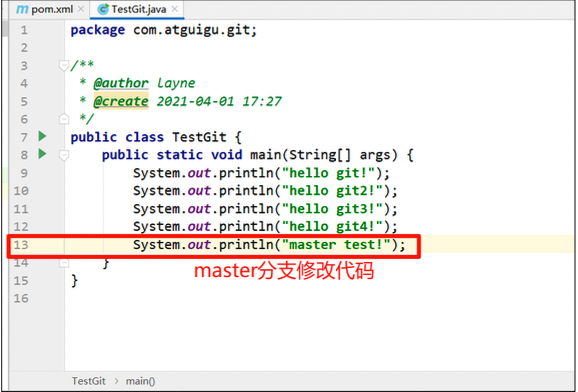 pom.xml TestGit.java
1 package com.atguigu.git;
2
3 /**
4 * @author layne
5 * @create 2021-04-01 17:27
6 */
7 public class TestGit {
8 public static void main(String[] args) {
9 System.out.println("hello git!");
10 System.out.println("hello git2!");
11 System.out.println("hello git3!");
12 System.out.println("hello git4!");
13 System.out.println("master test!");
14 }
master分支修改代码
15 }
16
TestGit > main()